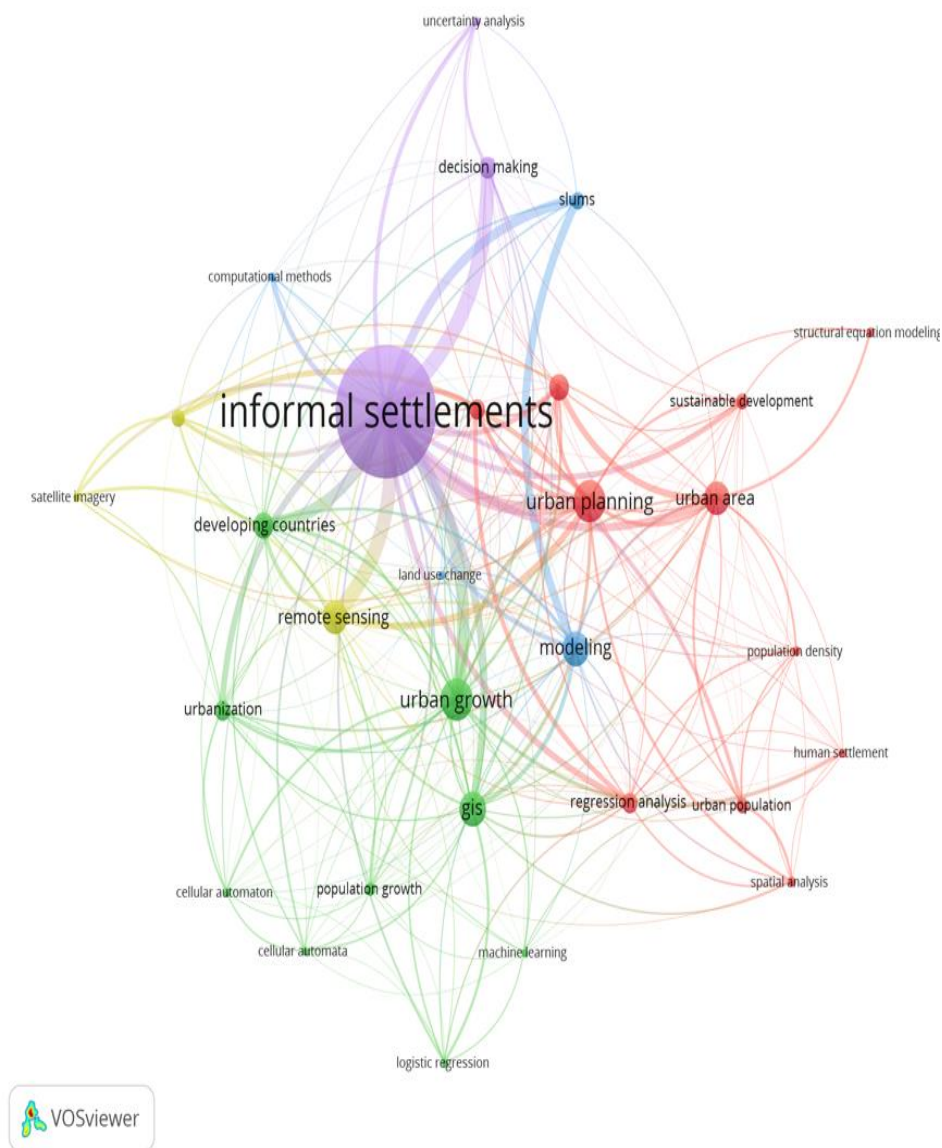 uncertainty analysis
decision making
slums
computational methods
structural equation modeling
sustainable development
informal settlements
satellite imagery
urban planning
urban area
developing countries
land use change
remote sensing
modeling
population density
urban growth
urbanization
human settlement
regression analysis
urban population
gis
spatial analysis
cellular automaton
population growth
cellular automata
machine learning
logistic regression
VOSviewer